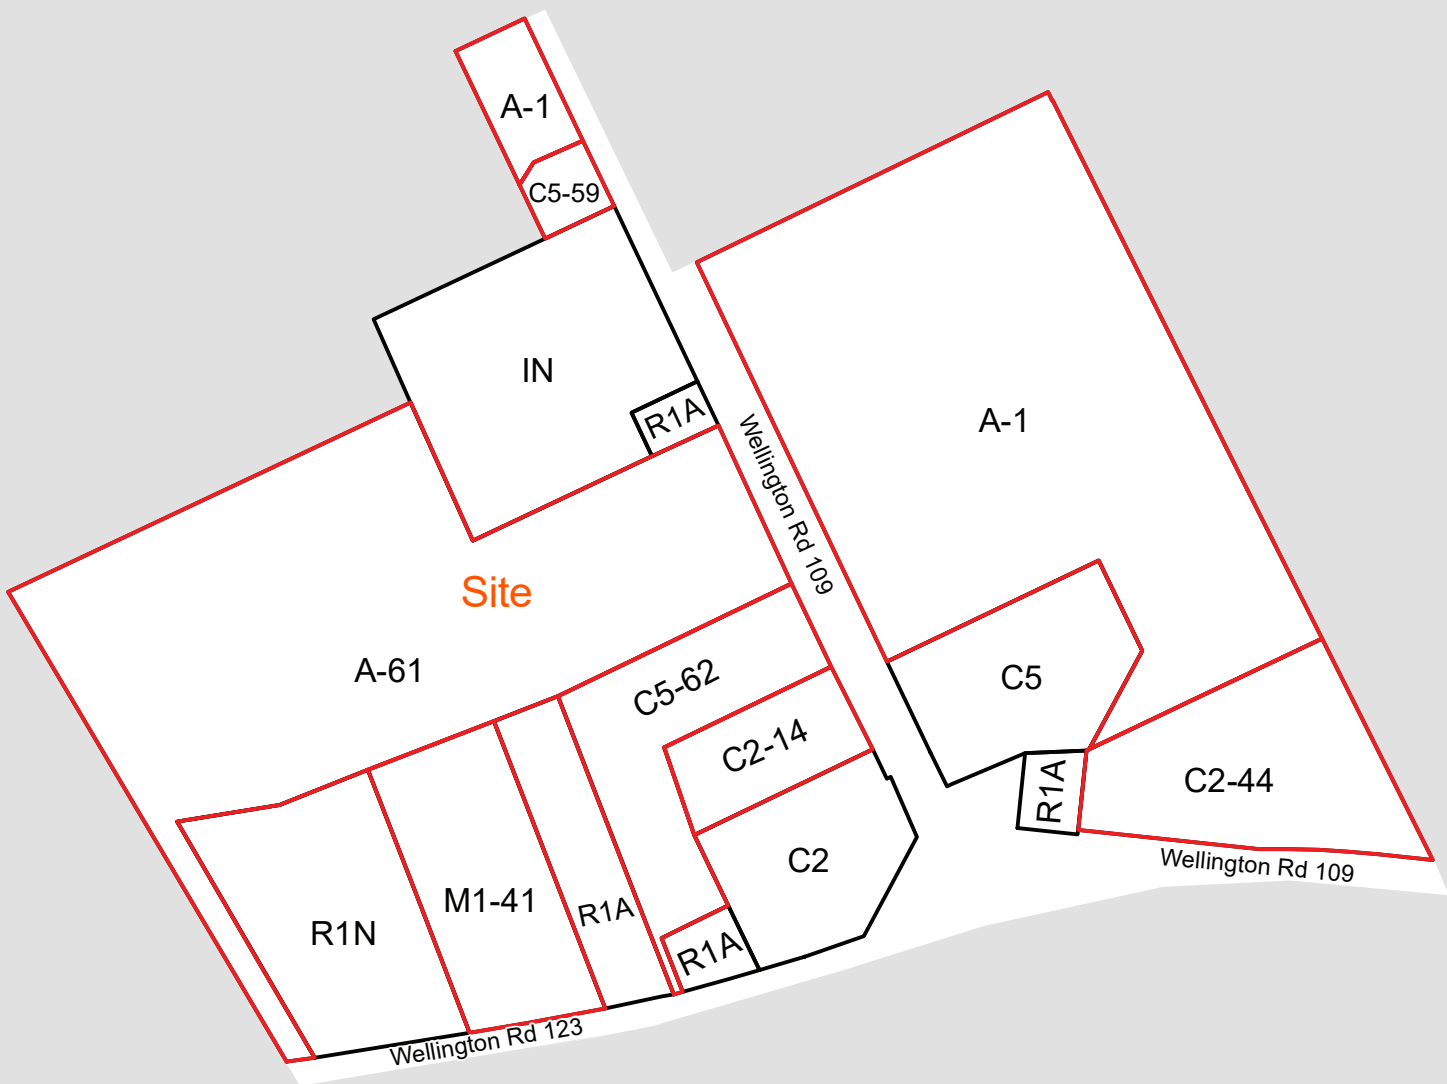 A-1
C5-59
IN
R1A
Wellington Rd 109
A-1
Site
A-61
C5-62
C5
C2-14
C2-44
R1A
C2
Wellington Rd 109
M1-41
R1A
R1N
R1A
Wellington Rd 123